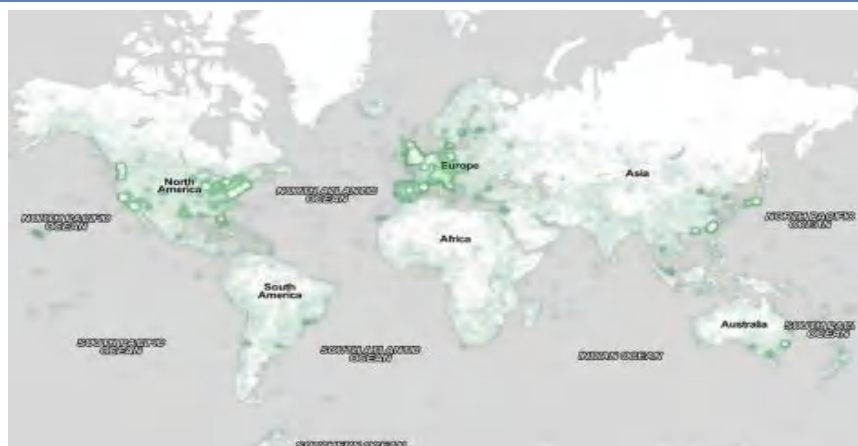 North
America
Europe
Asia
NORTH ATLANTIC
OCEAN
NORTH PACIFIC
OCEAN
NORTH PACIFIC
OCEAN
Africa
South
America
Australia
SOUTH PACIFIC
OCEAN
SOUTH ATLANTIC
OCEAN
INDIAN OCEAN
SOUTH PACI
OCEAN
SOUTHERN OCEAN